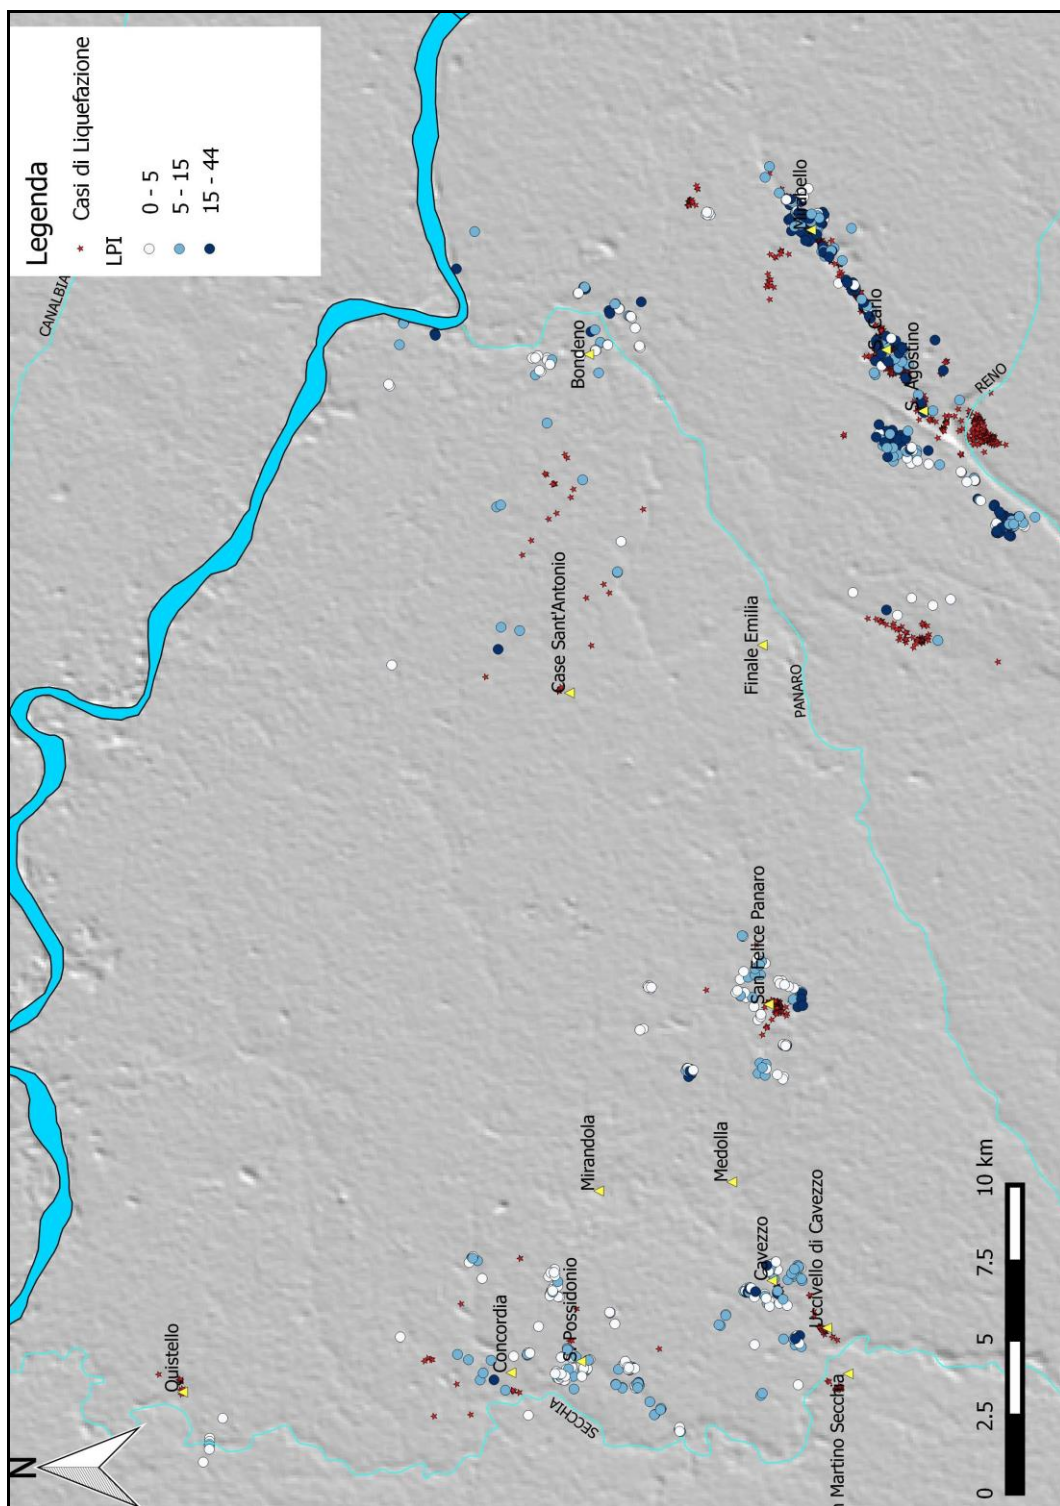 Legenda
Casi di Liquefazione
LPI
0 - 5
5 - 15
15 - 44
CANALBIA
N
Quistello
Concordia
S. Possidonio
SECCHIA
Mirandola
Medolla
Cavezzo
Uccivello di Cavezzo
Martino Secchia
San Felice Panaro
Case Sant'Antonio
Finale Emilia
PANARO
Bondeno
Mirabello
S. Carlo
S. Agostino
RENO
0 2.5 5 7.5 10 km